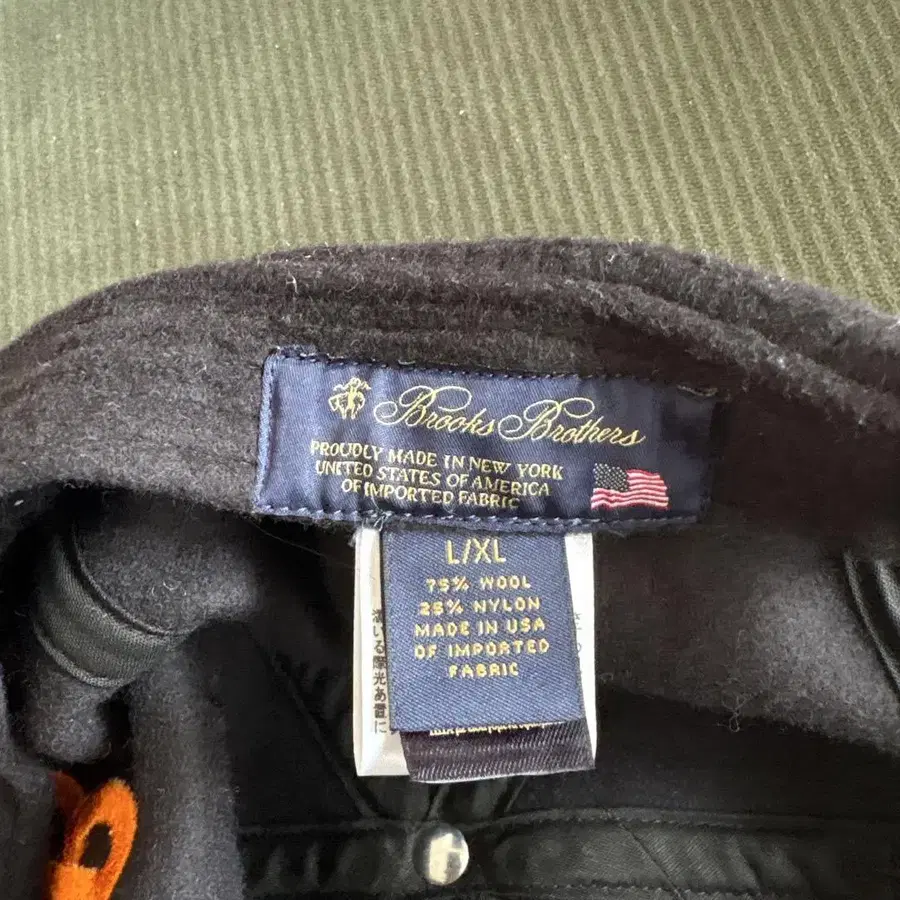 Brooks Brothers
PROUDLY MADE IN NEW YORK
UNITED STATES OF AMERICA
OF IMPORTED FABRIC
L/XL
75% WOOL
25% NYLON
MADE IN USA
OF IMPORTED
FABRIC